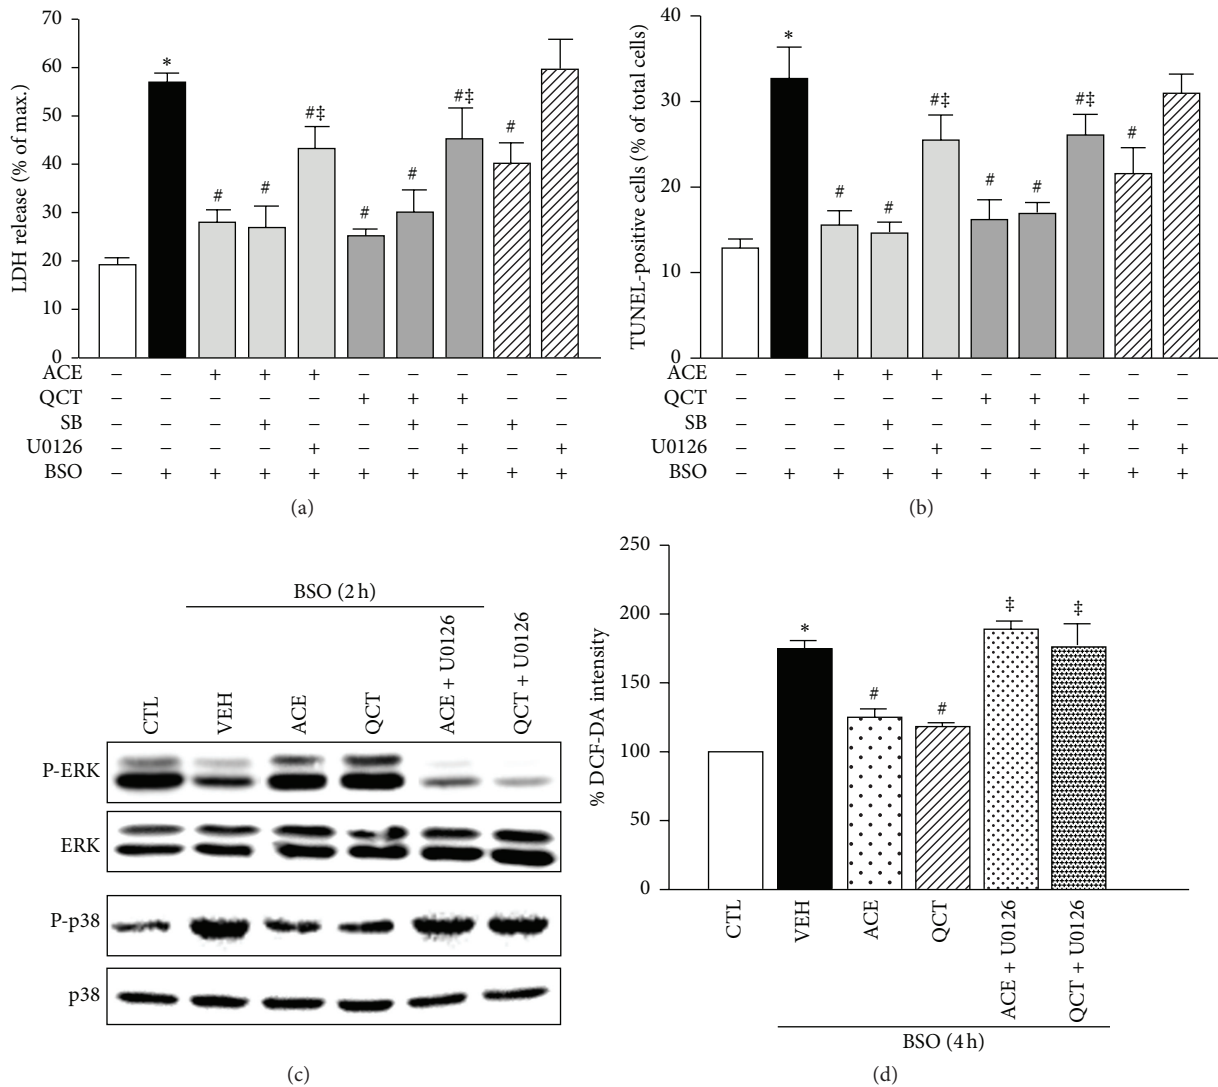 70
60
50
40
30
20
10
0
LDH release (% of max.)
*
#
#
#‡
#
#
#‡
#
ACE – – + + + – – – – –
QCT – – – – – + + + – –
SB – – – + – – + – + –
U0126 – – – – + – – + – +
BSO – + + + + + + + + +
(a)
40
30
20
10
0
TUNEL-positive cells (% of total cells)
*
#
#
#‡
#
#
#‡
#
ACE – – + + + – – – – –
QCT – – – – – + + + – –
SB – – – + – – + – + –
U0126 – – – – + – – + – +
BSO – + + + + + + + + +
(b)
BSO (2 h)
CTL
VEH
ACE
QCT
ACE + U0126
QCT + U0126
P-ERK
ERK
P-p38
p38
(c)
250
200
150
100
50
0
% DCF-DA intensity
*
#
#
‡
‡
CTL
VEH
ACE
QCT
ACE + U0126
QCT + U0126
BSO (4 h)
(d)